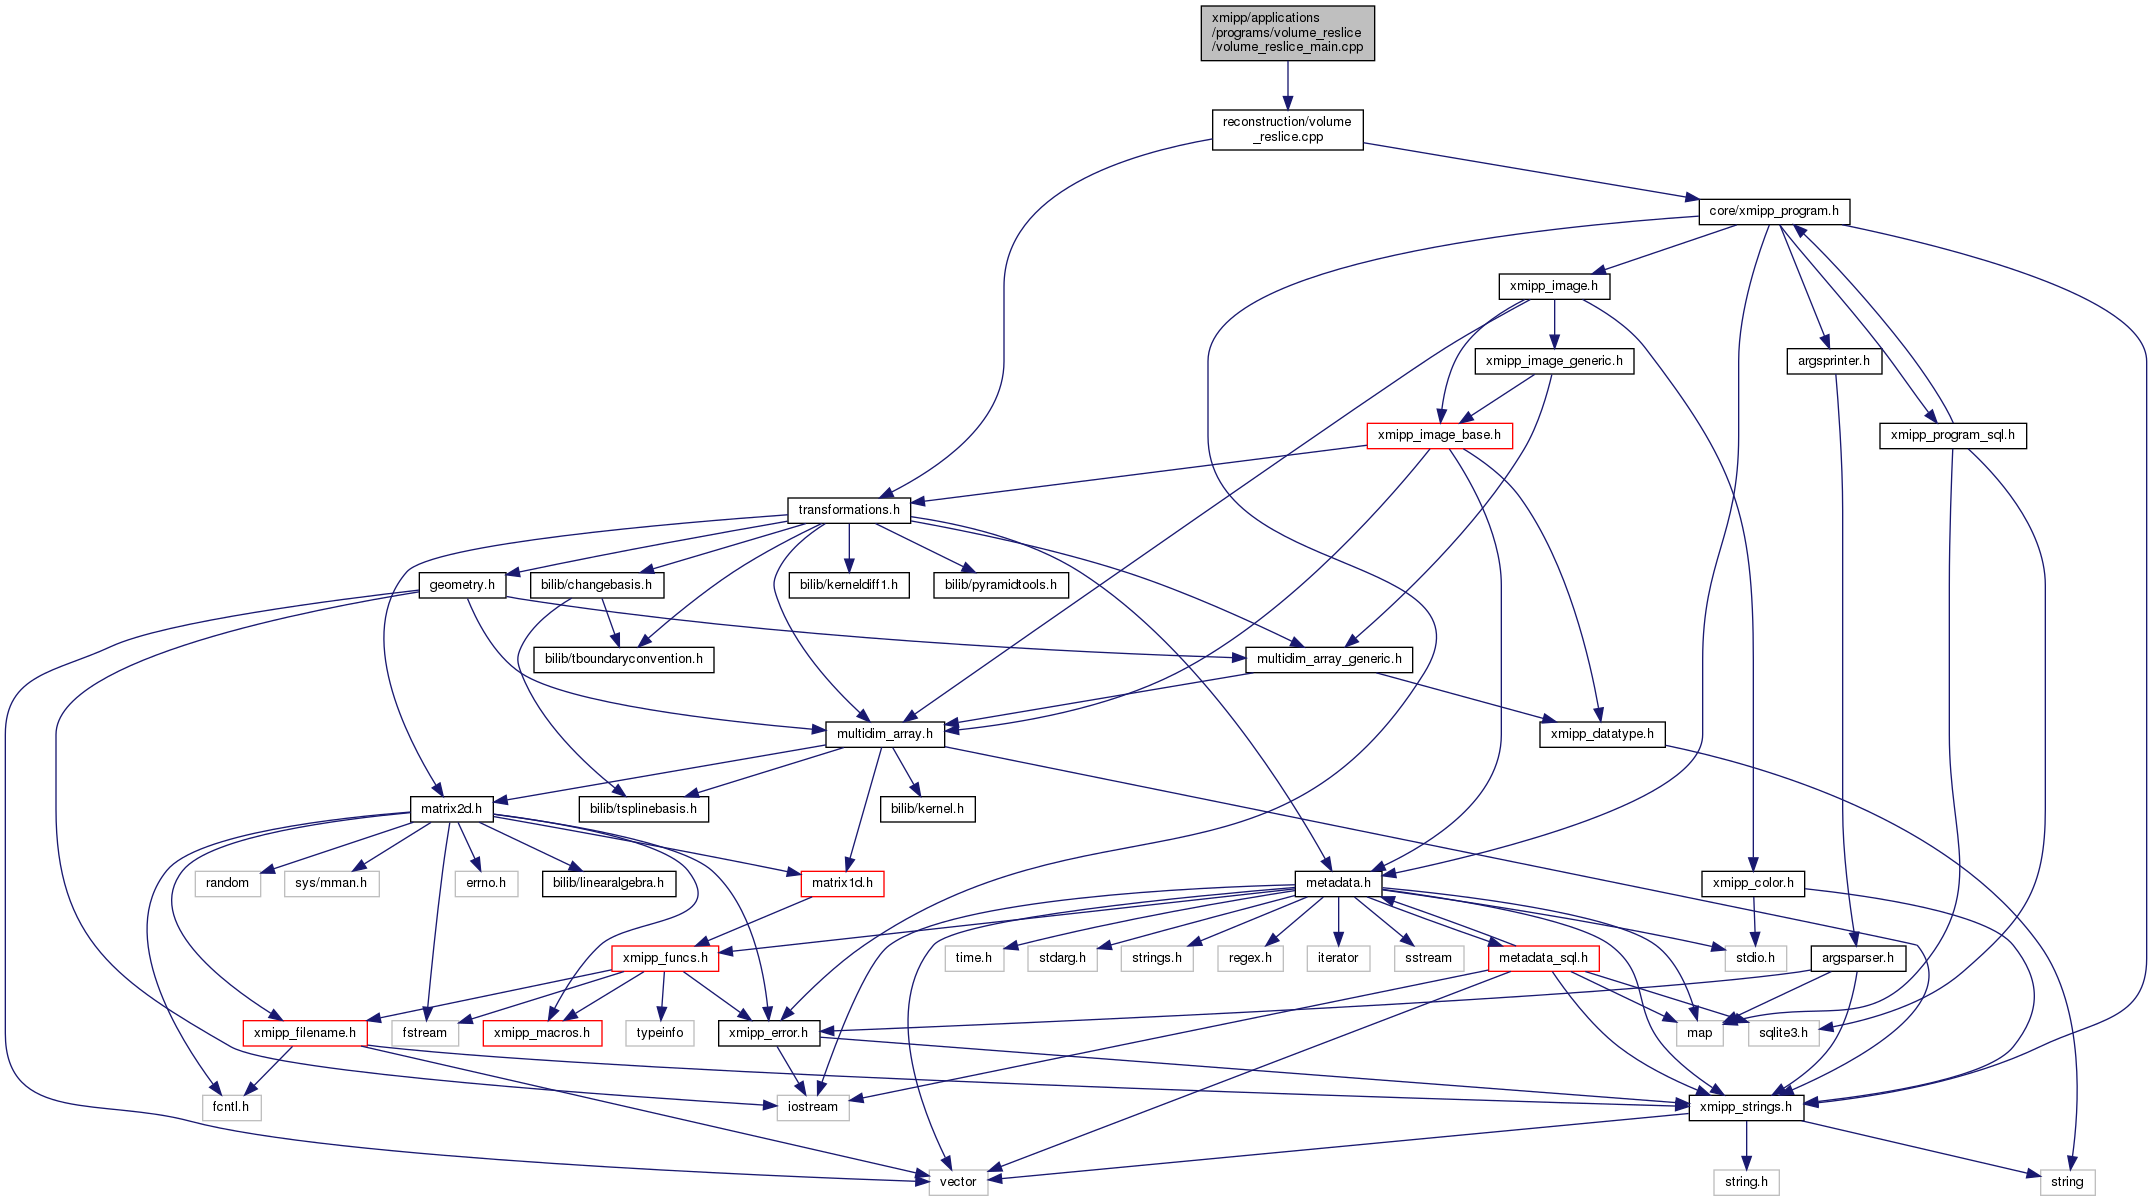 xmipp/applications
/programs/volume_reslice
/volume_reslice_main.cpp
reconstruction/volume
_reslice.cpp
core/xmipp_program.h
xmipp_image.h
xmipp_image_generic.h
argsprinter.h
xmipp_image_base.h
xmipp_program_sql.h
transformations.h
geometry.h
bilib/changebasis.h
bilib/kerneldiff1.h
bilib/pyramidtools.h
bilib/tboundaryconvention.h
multidim_array_generic.h
multidim_array.h
xmipp_datatype.h
matrix2d.h
bilib/tsplinebasis.h
bilib/kernel.h
random
sys/mman.h
errno.h
bilib/linearalgebra.h
matrix1d.h
metadata.h
xmipp_color.h
xmipp_funcs.h
time.h
stdarg.h
strings.h
regex.h
iterator
sstream
metadata_sql.h
stdio.h
argsparser.h
xmipp_filename.h
fstream
xmipp_macros.h
typeinfo
xmipp_error.h
map
sqlite3.h
fcntl.h
iostream
xmipp_strings.h
vector
string.h
string